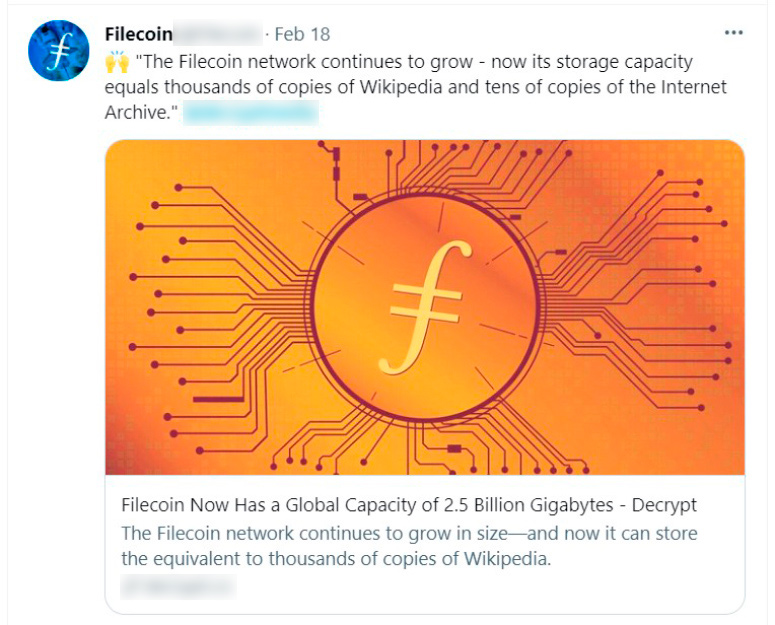 Filecoin · Feb 18
🙌 "The Filecoin network continues to grow - now its storage capacity
equals thousands of copies of Wikipedia and tens of copies of the Internet
Archive."
Filecoin Now Has a Global Capacity of 2.5 Billion Gigabytes - Decrypt
The Filecoin network continues to grow in size—and now it can store
the equivalent to thousands of copies of Wikipedia.